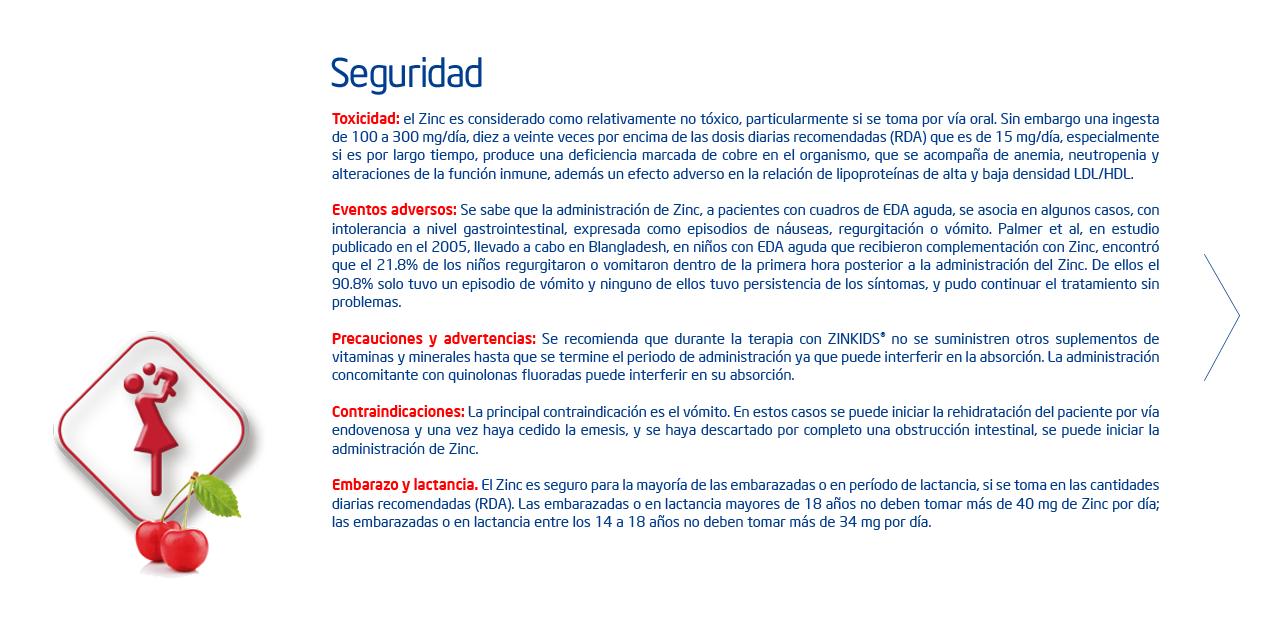 Seguridad
Toxicidad: el Zinc es considerado como relativamente no tóxico, particularmente si se toma por vía oral. Sin embargo una ingesta
de 100 a 300 mg/día, diez a veinte veces por encima de las dosis diarias recomendadas (RDA) que es de 15 mg/día, especialmente
si es por largo tiempo, produce una deficiencia marcada de cobre en el organismo, que se acompaña de anemia, neutropenia y
alteraciones de la función inmune, además un efecto adverso en la relación de lipoproteínas de alta y baja densidad LDL/HDL.
Eventos adversos: Se sabe que la administración de Zinc, a pacientes con cuadros de EDA aguda, se asocia en algunos casos, con
intolerancia a nivel gastrointestinal, expresada como episodios de náuseas, regurgitación o vómito. Palmer et al, en estudio
publicado en el 2005, llevado a cabo en Blangladesh, en niños con EDA aguda que recibieron complementación con Zinc, encontró
que el 21.8% de los niños regurgitaron o vomitaron dentro de la primera hora posterior a la administración del Zinc. De ellos el
90.8% solo tuvo un episodio de vómito y ninguno de ellos tuvo persistencia de los síntomas, y pudo continuar el tratamiento sin
problemas.
Precauciones y advertencias: Se recomienda que durante la terapia con ZINKIDS® no se suministren otros suplementos de
vitaminas y minerales hasta que se termine el periodo de administración ya que puede interferir en la absorción. La administración
concomitante con quinolonas fluoradas puede interferir en su absorción.
Contraindicaciones: La principal contraindicación es el vómito. En estos casos se puede iniciar la rehidratación del paciente por vía
endovenosa y una vez haya cedido la emesis, y se haya descartado por completo una obstrucción intestinal, se puede iniciar la
administración de Zinc.
Embarazo y lactancia. El Zinc es seguro para la mayoría de las embarazadas o en período de lactancia, si se toma en las cantidades
diarias recomendadas (RDA). Las embarazadas o en lactancia mayores de 18 años no deben tomar más de 40 mg de Zinc por día;
las embarazadas o en lactancia entre los 14 a 18 años no deben tomar más de 34 mg por día.